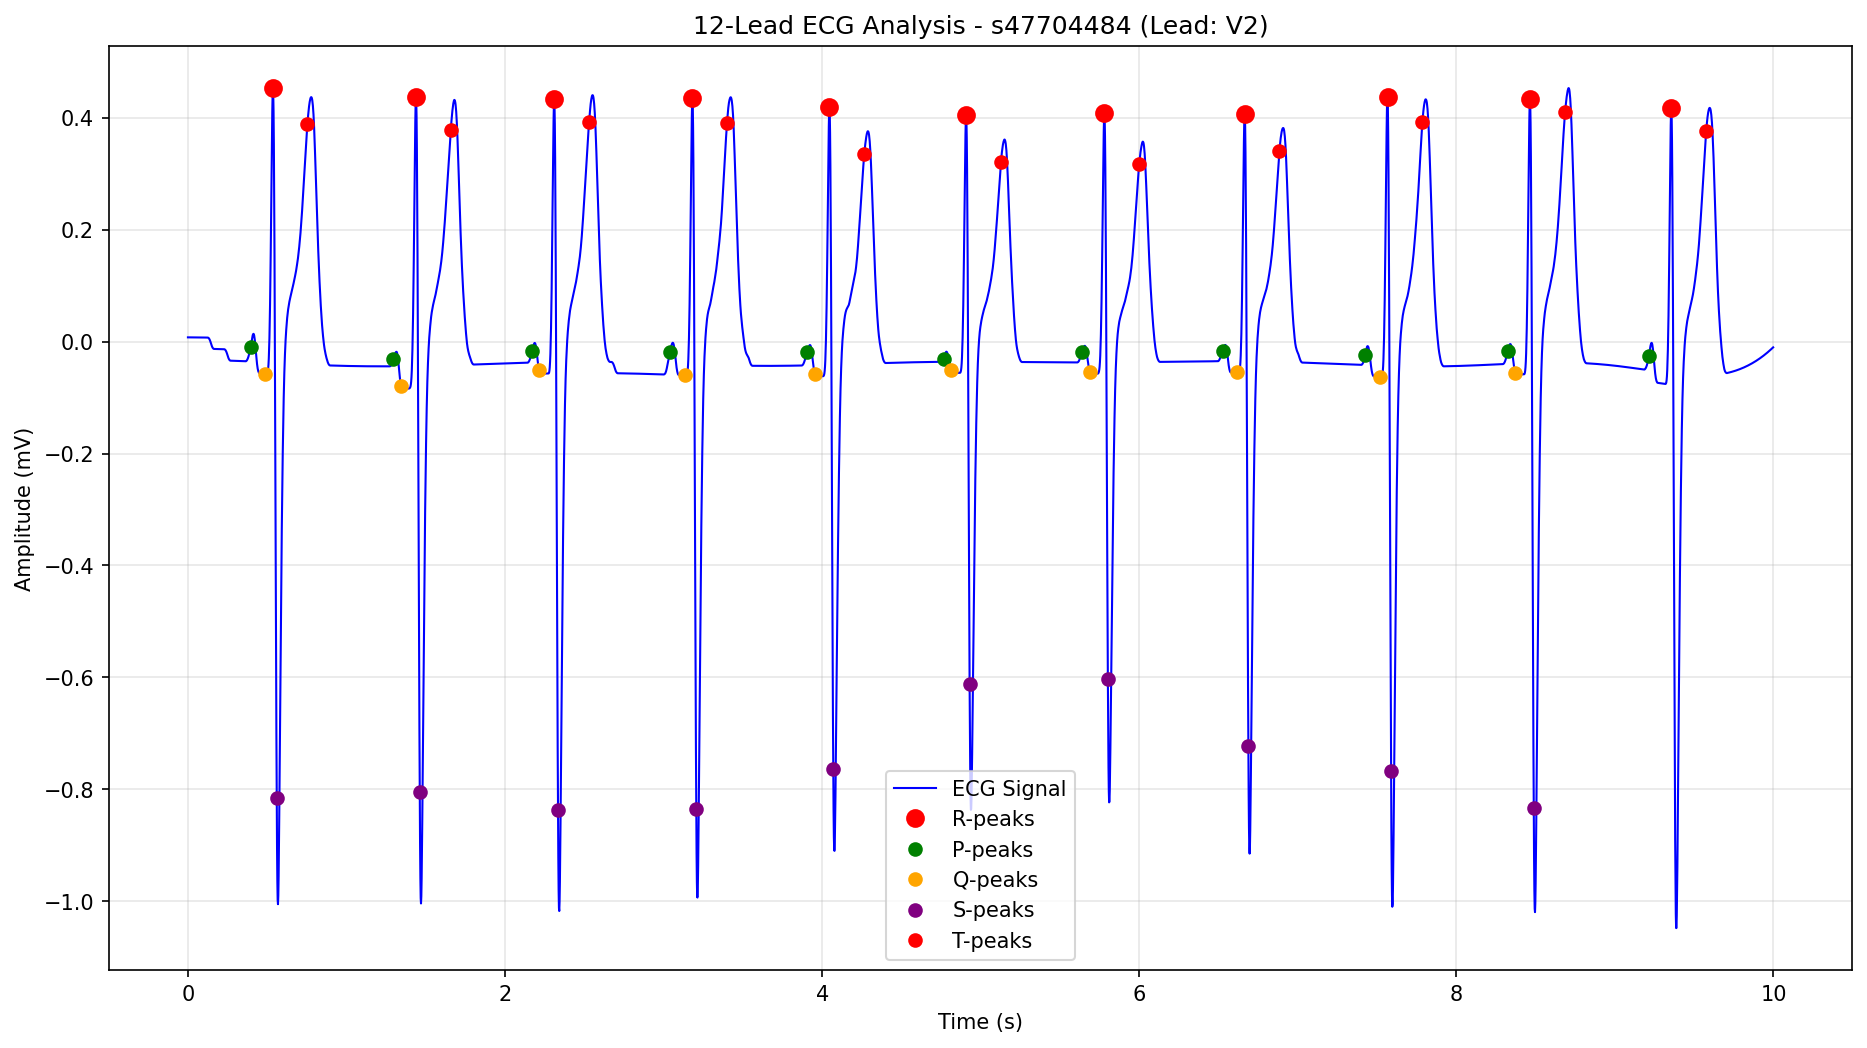 12-Lead ECG Analysis - s47704484 (Lead: V2)
Amplitude (mV)
0.4
0.2
0.0
−0.2
−0.4
−0.6
−0.8
−1.0
ECG Signal
R-peaks
P-peaks
Q-peaks
S-peaks
T-peaks
0 2 4 6 8 10
Time (s)